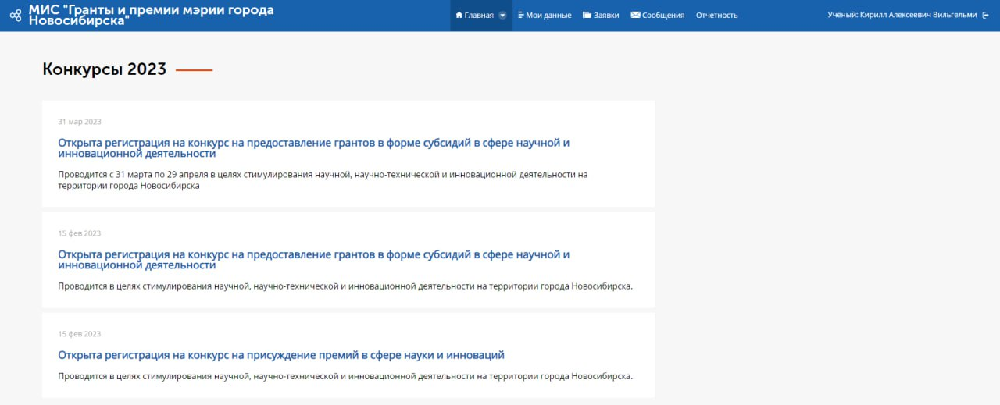 МИС "Гранты и премии мэрии города
Новосибирска"
Главная
Мои данные
Заявки
Сообщения
Отчетность
Учёный: Кирилл Алексеевич Вильгельми
Конкурсы 2023
31 мар 2023
Открыта регистрация на конкурс на предоставление грантов в форме субсидий в сфере научной и
инновационной деятельности
Проводится с 31 марта по 29 апреля в целях стимулирования научной, научно-технической и инновационной деятельности на
территории города Новосибирска
15 фев 2023
Открыта регистрация на конкурс на предоставление грантов в форме субсидий в сфере научной и
инновационной деятельности
Проводится в целях стимулирования научной, научно-технической и инновационной деятельности на территории города Новосибирска.
15 фев 2023
Открыта регистрация на конкурс на присуждение премий в сфере науки и инноваций
Проводится в целях стимулирования научной, научно-технической и инновационной деятельности на территории города Новосибирска.